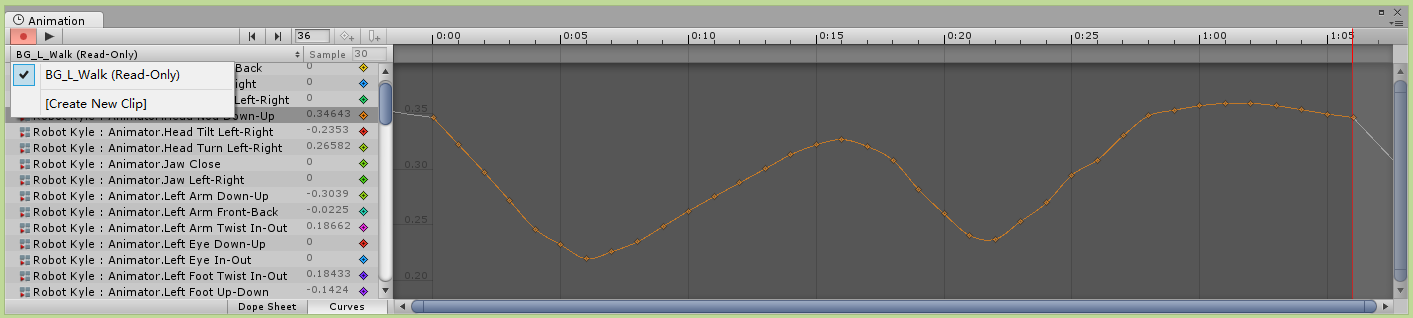 Animation
36
0:00 0:05 0:10 0:15 0:20 0:25 1:00 1:05
BG_L_Walk (Read-Only) Sample 30
BG_L_Walk (Read-Only)
[Create New Clip]
Back 0
ight 0
Left-Right 0
Down-Up 0.34643
Robot Kyle : Animator.Head Tilt Left-Right -0.2353
Robot Kyle : Animator.Head Turn Left-Right 0.26582
Robot Kyle : Animator.Jaw Close 0
Robot Kyle : Animator.Jaw Left-Right 0
Robot Kyle : Animator.Left Arm Down-Up -0.3039
Robot Kyle : Animator.Left Arm Front-Back -0.0225
Robot Kyle : Animator.Left Arm Twist In-Out 0.18662
Robot Kyle : Animator.Left Eye Down-Up 0
Robot Kyle : Animator.Left Eye In-Out 0
Robot Kyle : Animator.Left Foot Twist In-Out 0.18433
Robot Kyle : Animator.Left Foot Up-Down -0.1424
0.35
0.30
0.25
0.20
Dope Sheet Curves